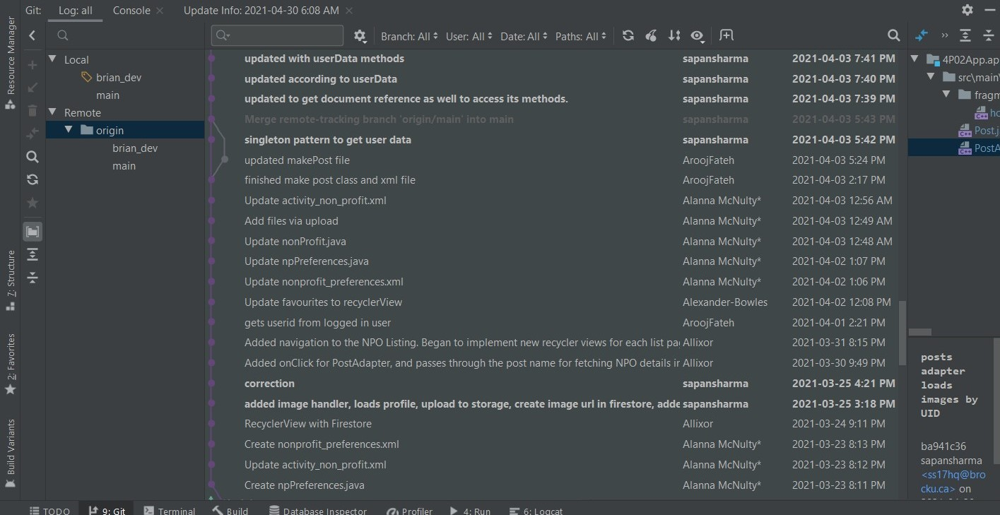 Git: Log: all Console Update Info: 2021-04-30 6:08 AM
Branch: All User: All Date: All Paths: All
Resource Manager
7: Structure
2: Favorites
Build Variants
Local
brian_dev
main
Remote
origin
brian_dev
main
updated with userData methods sapansharma 2021-04-03 7:41 PM
updated according to userData sapansharma 2021-04-03 7:40 PM
updated to get document reference as well to access its methods. sapansharma 2021-04-03 7:39 PM
Merge remote-tracking branch 'origin/main' into main sapansharma 2021-04-03 5:43 PM
singleton pattern to get user data sapansharma 2021-04-03 5:42 PM
updated makePost file AroojFateh 2021-04-03 5:24 PM
finished make post class and xml file AroojFateh 2021-04-03 2:17 PM
Update activity_non_profit.xml Alanna McNulty* 2021-04-03 12:56 AM
Add files via upload Alanna McNulty* 2021-04-03 12:49 AM
Update nonProfit.java Alanna McNulty* 2021-04-03 12:48 AM
Update npPreferences.java Alanna McNulty* 2021-04-02 1:07 PM
Update nonprofit_preferences.xml Alanna McNulty* 2021-04-02 1:06 PM
Update favourites to recyclerView Alexander-Bowles 2021-04-02 12:08 PM
gets userid from logged in user AroojFateh 2021-04-01 2:21 PM
Added navigation to the NPO Listing. Began to implement new recycler views for each list pa Allixor 2021-03-31 8:15 PM
Added onClick for PostAdapter, and passes through the post name for fetching NPO details i Allixor 2021-03-30 9:49 PM
correction sapansharma 2021-03-25 4:21 PM
added image handler, loads profile, upload to storage, create image url in firestore, adde sapansharma 2021-03-25 3:18 PM
RecyclerView with Firestore Allixor 2021-03-24 9:11 PM
Create nonprofit_preferences.xml Alanna McNulty* 2021-03-23 8:13 PM
Update activity_non_profit.xml Alanna McNulty* 2021-03-23 8:12 PM
Create npPreferences.java Alanna McNulty* 2021-03-23 8:11 PM
4P02App.ap
src\main\
fragm
ho
Post.j
PostA
posts
adapter
loads
images by
UID
ba941c36
sapansharma
<ss17hq@bro
cku.ca> on
TODO 9: Git Terminal Build Database Inspector Profiler 4: Run 6: Logcat